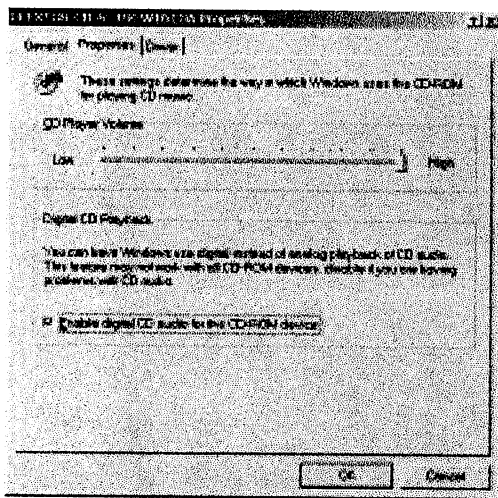 Properties
General Properties Driver
These settings determine the way in which Windows uses this CD-ROM
for playing CD music.
CD Player Volume
Low High
Digital CD Playback
You can have Windows use digital instead of analog playback of CD audio.
This feature may not work with all CD-ROM devices; disable if you are having
problems with CD audio.
Enable digital CD audio for this CD-ROM device.
OK Cancel